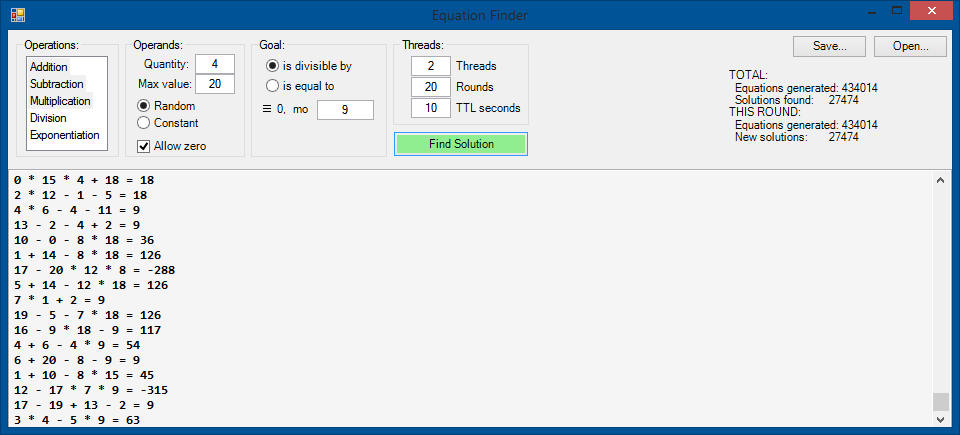 Equation Finder
Operations:
Addition
Subtraction
Multiplication
Division
Exponentiation
Operands:
Quantity: 4
Max value: 20
Random
Constant
Allow zero
Goal:
is divisible by
is equal to
≡ 0, mo 9
Threads:
2 Threads
20 Rounds
10 TTL seconds
Find Solution
Save...
Open...
TOTAL:
Equations generated: 434014
Solutions found: 27474
THIS ROUND:
Equations generated: 434014
New solutions: 27474
0 * 15 * 4 + 18 = 18
2 * 12 - 1 - 5 = 18
4 * 6 - 4 - 11 = 9
13 - 2 - 4 + 2 = 9
10 - 0 - 8 * 18 = 36
1 + 14 - 8 * 18 = 126
17 - 20 * 12 * 8 = -288
5 + 14 - 12 * 18 = 126
7 * 1 + 2 = 9
19 - 5 - 7 * 18 = 126
16 - 9 * 18 - 9 = 117
4 + 6 - 4 * 9 = 54
6 + 20 - 8 - 9 = 9
1 + 10 - 8 * 15 = 45
12 - 17 * 7 * 9 = -315
17 - 19 + 13 - 2 = 9
3 * 4 - 5 * 9 = 63